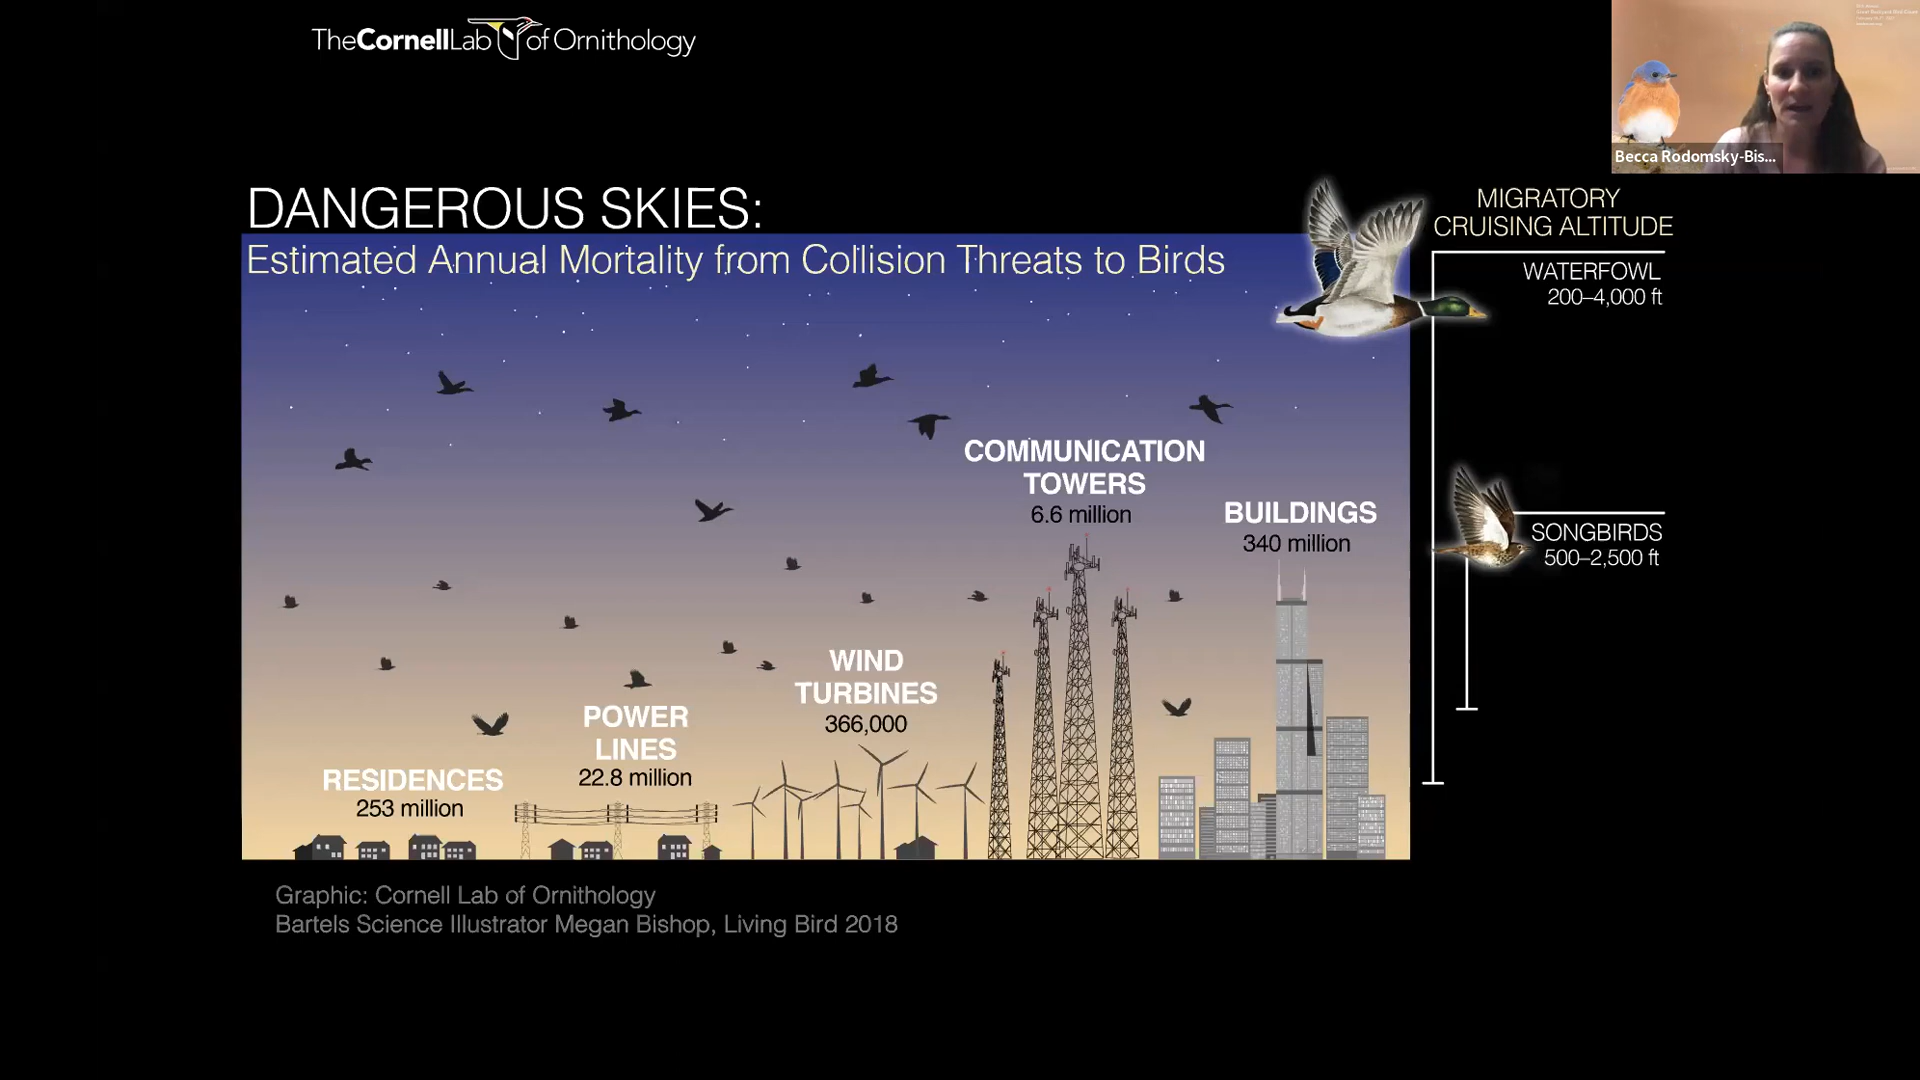 TheCornellLab of Ornithology
Becca Rodomsky-Bis...
DANGEROUS SKIES:
Estimated Annual Mortality from Collision Threats to Birds
MIGRATORY
CRUISING ALTITUDE
WATERFOWL
200–4,000 ft
SONGBIRDS
500–2,500 ft
COMMUNICATION
TOWERS
6.6 million
BUILDINGS
340 million
WIND
TURBINES
366,000
POWER
LINES
22.8 million
RESIDENCES
253 million
Graphic: Cornell Lab of Ornithology
Bartels Science Illustrator Megan Bishop, Living Bird 2018